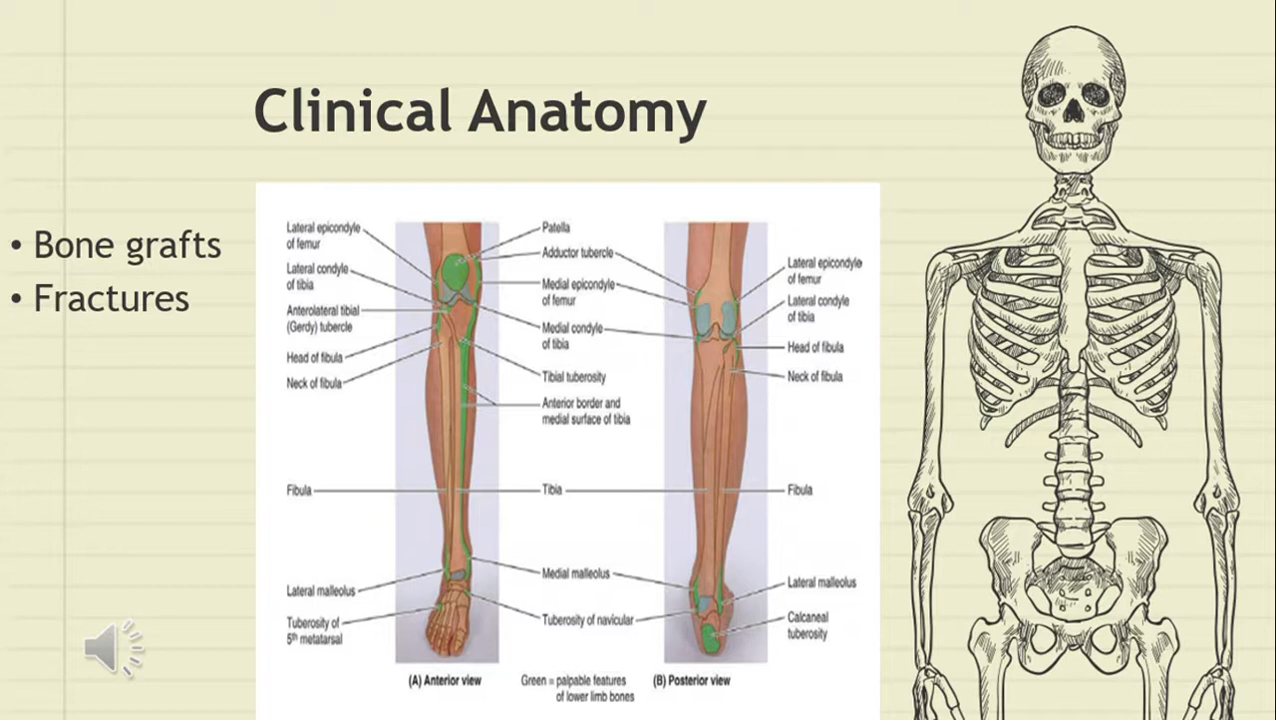 Clinical Anatomy
• Bone grafts
• Fractures
Lateral epicondyle
of femur
Lateral condyle
of tibia
Anterolateral tibial
(Gerdy) tubercle
Head of fibula
Neck of fibula
Fibula
Lateral malleolus
Tuberosity of
5th metatarsal
Patella
Adductor tubercle
Medial epicondyle
of femur
Medial condyle
of tibia
Tibial tuberosity
Anterior border and
medial surface of tibia
Tibia
Medial malleolus
Tuberosity of navicular
Lateral epicondyle
of femur
Lateral condyle
of tibia
Head of fibula
Neck of fibula
Fibula
Lateral malleolus
Calcaneal
tuberosity
(A) Anterior view
Green = palpable features
of lower limb bones
(B) Posterior view